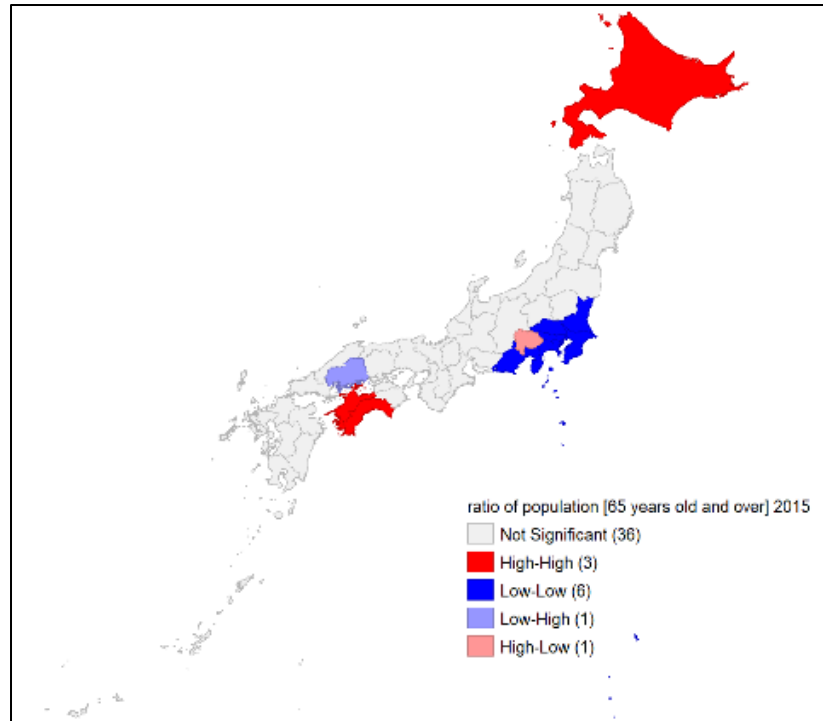 ratio of population [65 years old and over] 2015
Not Significant (36)
High-High (3)
Low-Low (6)
Low-High (1)
High-Low (1)